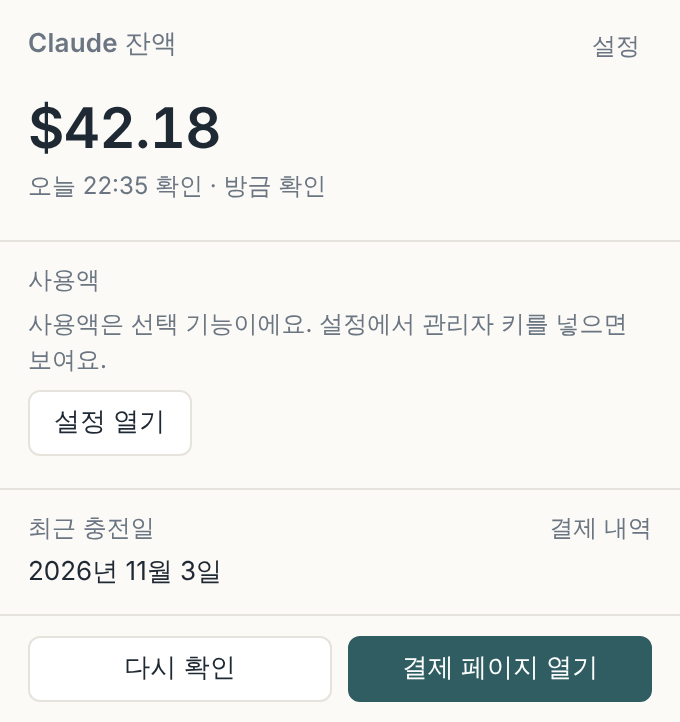 Claude 잔액
설정
$42.18
오늘 22:35 확인 · 방금 확인
사용액
사용액은 선택 기능이에요. 설정에서 관리자 키를 넣으면
보여요.
설정 열기
최근 충전일
결제 내역
2026년 11월 3일
다시 확인
결제 페이지 열기